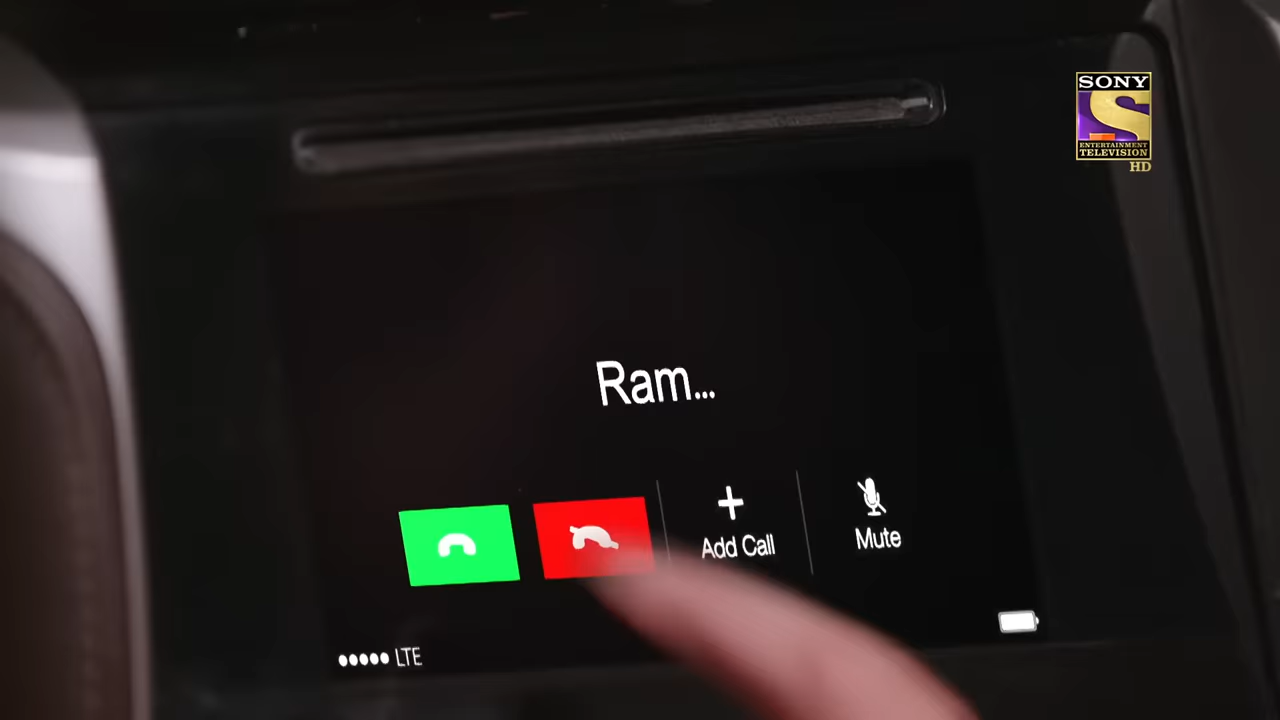 SONY
ENTERTAINMENT
TELEVISION
HD
Ram...
Add Call
Mute
LTE